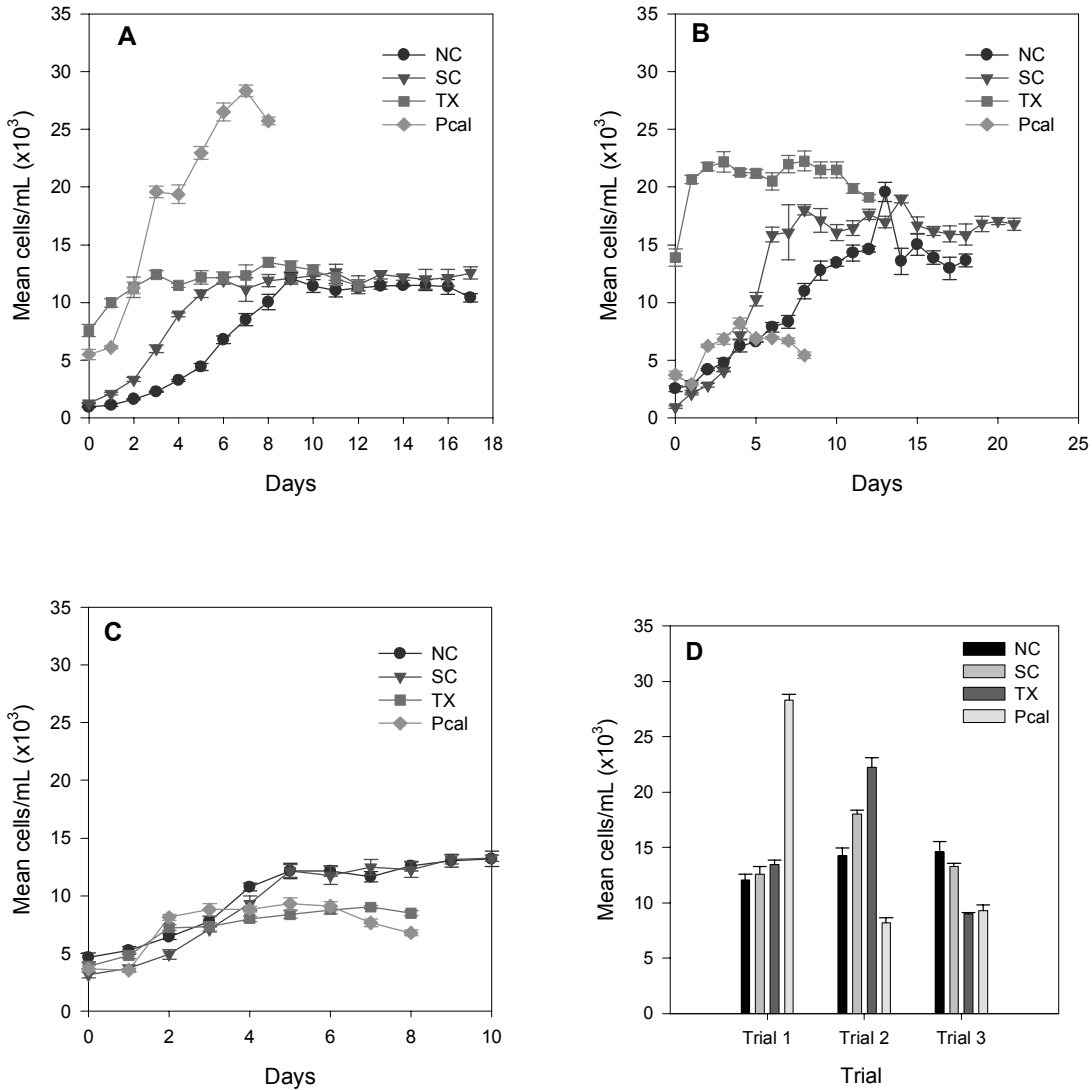 A
NC
SC
TX
Pcal
Mean cells/mL (x10³)
35
30
25
20
15
10
5
0
0 2 4 6 8 10 12 14 16 18
Days
B
NC
SC
TX
Pcal
Mean cells/mL (x10³)
35
30
25
20
15
10
5
0
0 5 10 15 20 25
Days
C
NC
SC
TX
Pcal
Mean cells/mL (x10³)
35
30
25
20
15
10
5
0
0 2 4 6 8 10
Days
D
NC
SC
TX
Pcal
Mean cells/mL (x10³)
35
30
25
20
15
10
5
0
Trial 1 Trial 2 Trial 3
Trial